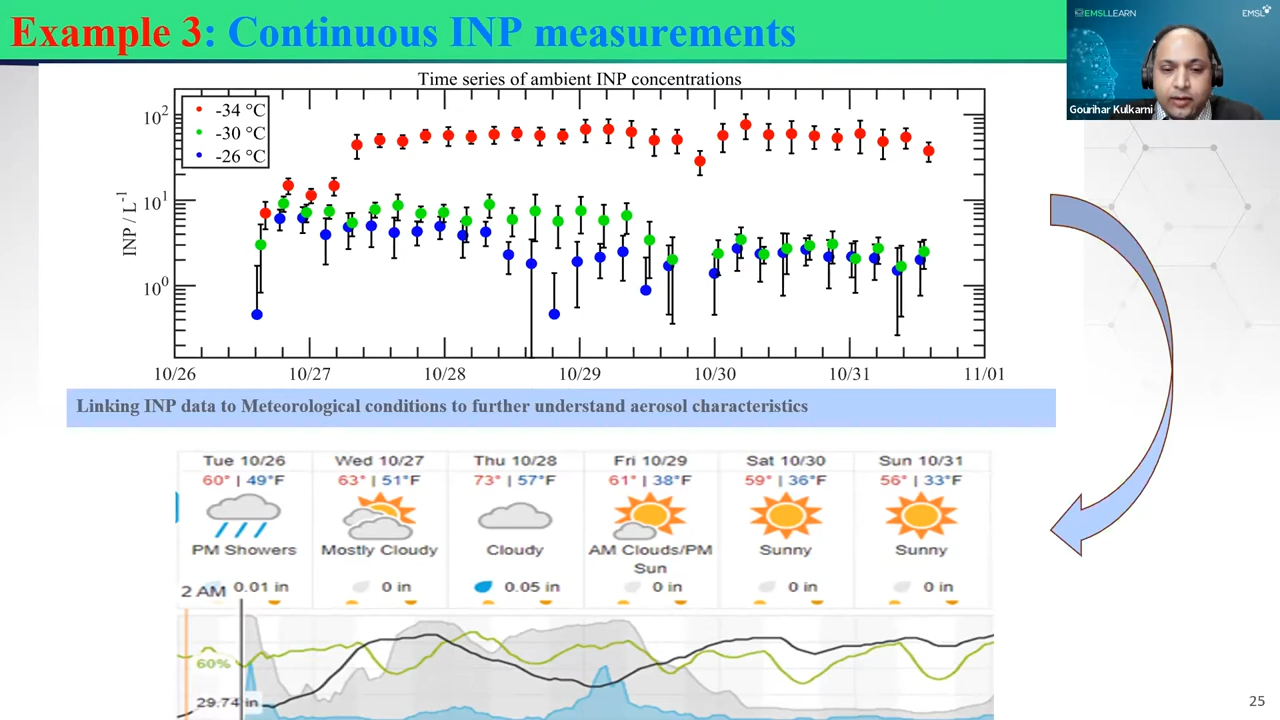 Example 3: Continuous INP measurements
EMSLLEARN
EMSL
Gourihar Kulkarni
Time series of ambient INP concentrations
-34 °C
-30 °C
-26 °C
INP / L⁻¹
10²
10¹
10⁰
10/26 10/27 10/28 10/29 10/30 10/31 11/01
Linking INP data to Meteorological conditions to further understand aerosol characteristics
Tue 10/26 Wed 10/27 Thu 10/28 Fri 10/29 Sat 10/30 Sun 10/31
60° | 49°F 63° | 51°F 73° | 57°F 61° | 38°F 59° | 36°F 56° | 33°F
PM Showers Mostly Cloudy Cloudy AM Clouds/PM Sun Sunny Sunny
0.01 in 0 in 0.05 in 0 in 0 in 0 in
2 AM
60%
29.74 in
25